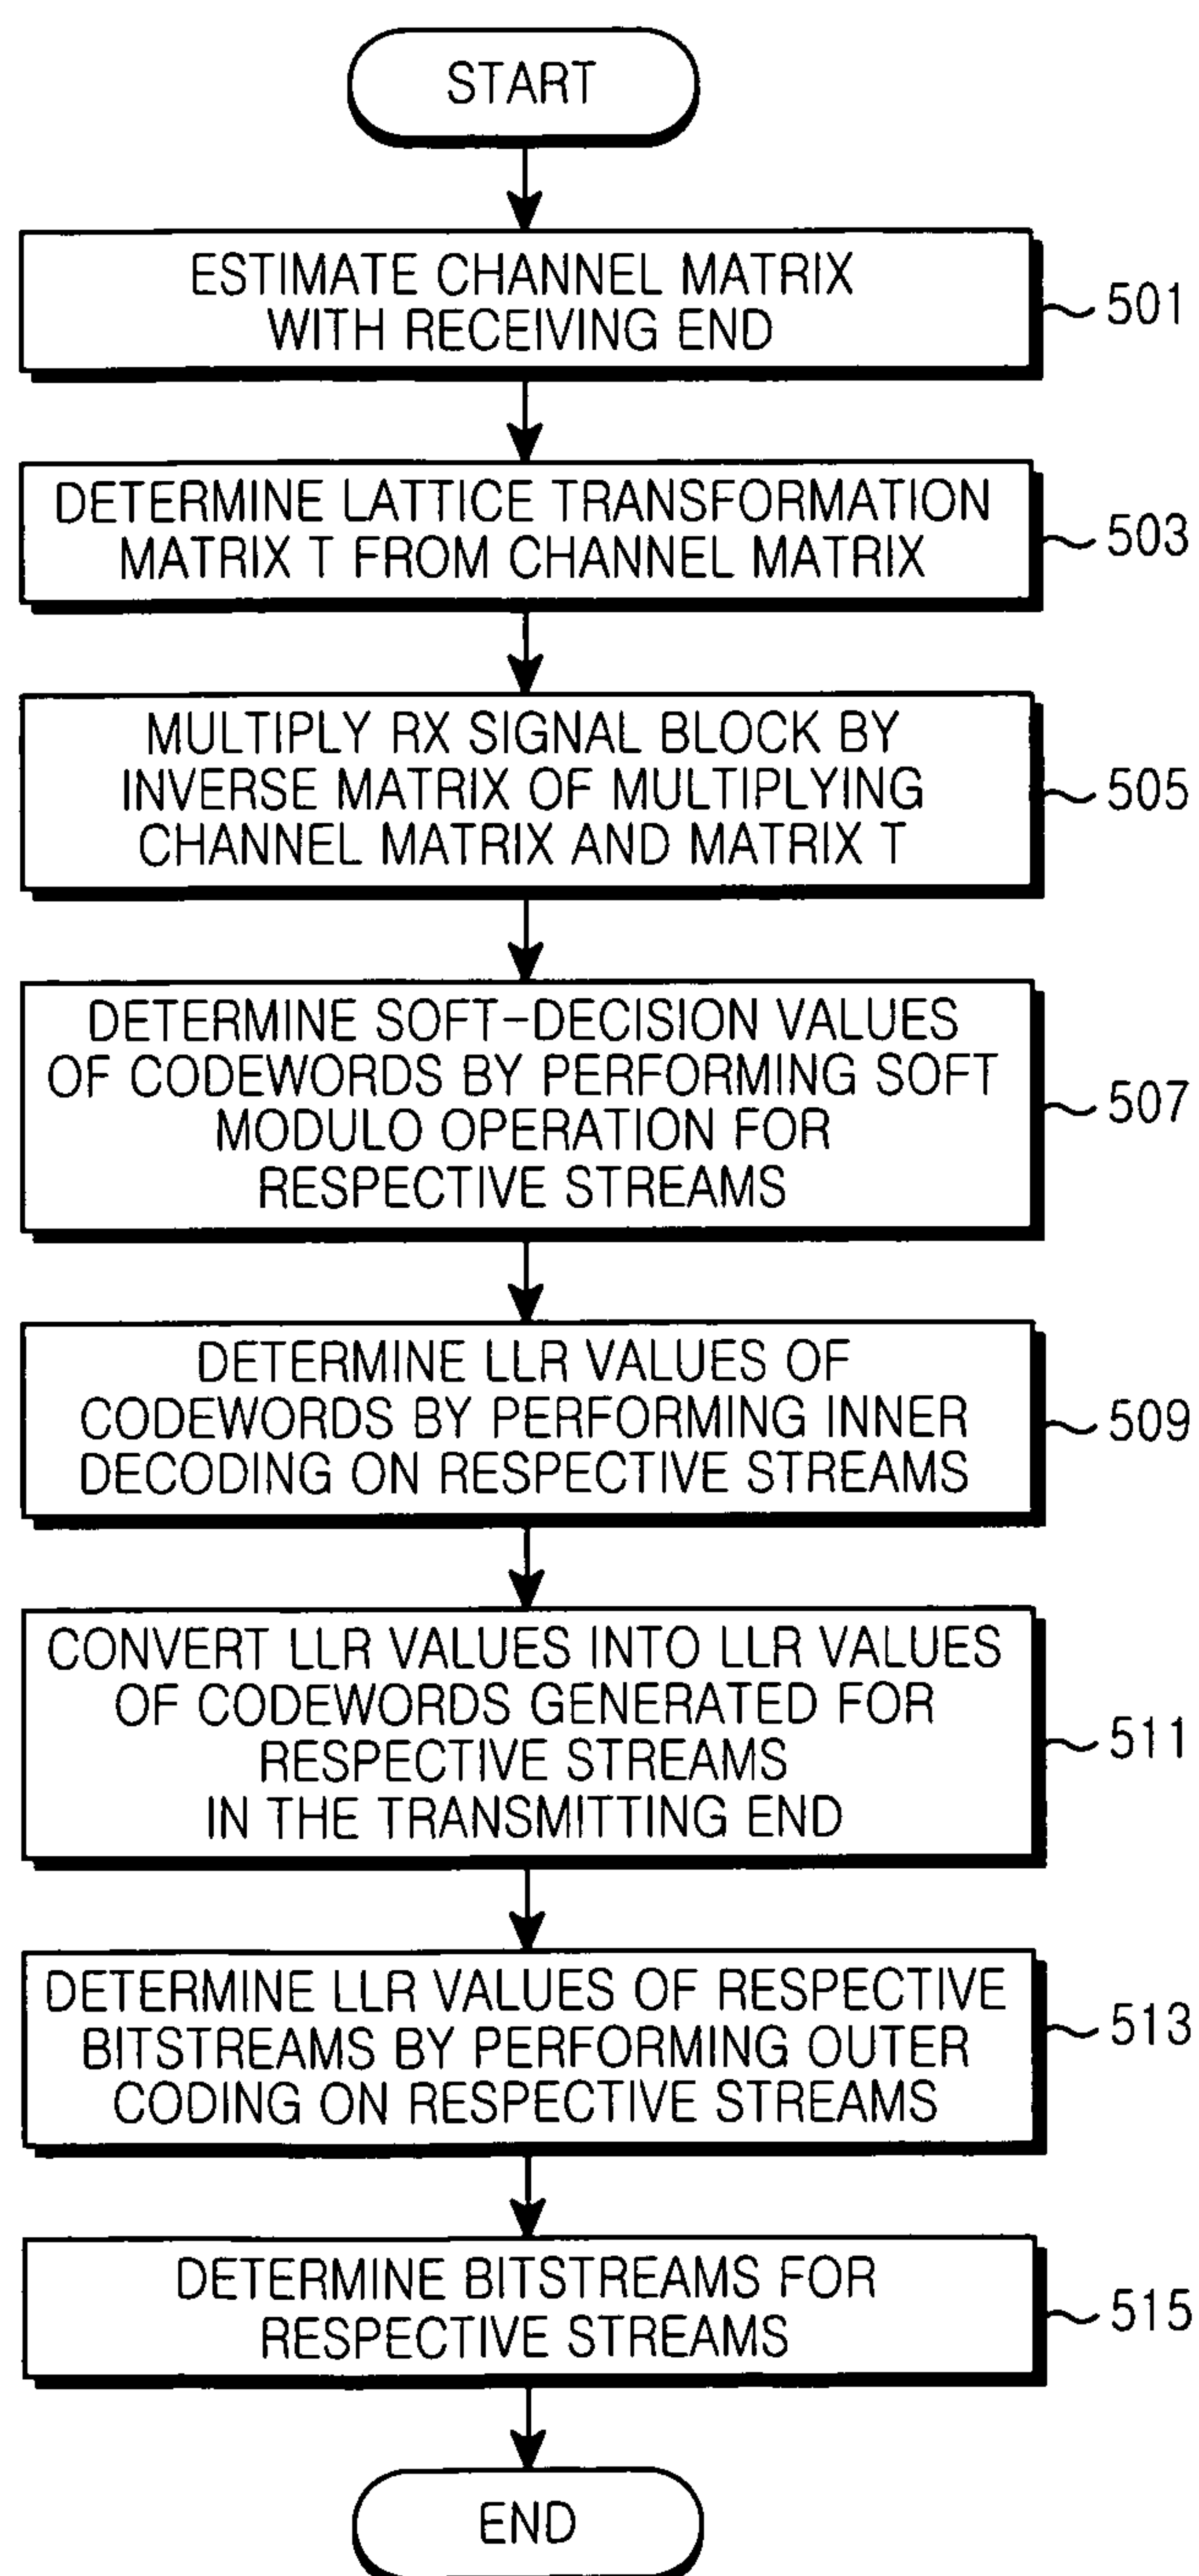 START
ESTIMATE CHANNEL MATRIX
WITH RECEIVING END
501
DETERMINE LATTICE TRANSFORMATION
MATRIX T FROM CHANNEL MATRIX
503
MULTIPLY RX SIGNAL BLOCK BY
INVERSE MATRIX OF MULTIPLYING
CHANNEL MATRIX AND MATRIX T
505
DETERMINE SOFT-DECISION VALUES
OF CODEWORDS BY PERFORMING SOFT
MODULO OPERATION FOR
RESPECTIVE STREAMS
507
DETERMINE LLR VALUES OF
CODEWORDS BY PERFORMING INNER
DECODING ON RESPECTIVE STREAMS
509
CONVERT LLR VALUES INTO LLR VALUES
OF CODEWORDS GENERATED FOR
RESPECTIVE STREAMS
IN THE TRANSMITTING END
511
DETERMINE LLR VALUES OF RESPECTIVE
BITSTREAMS BY PERFORMING OUTER
CODING ON RESPECTIVE STREAMS
513
DETERMINE BITSTREAMS FOR
RESPECTIVE STREAMS
515
END